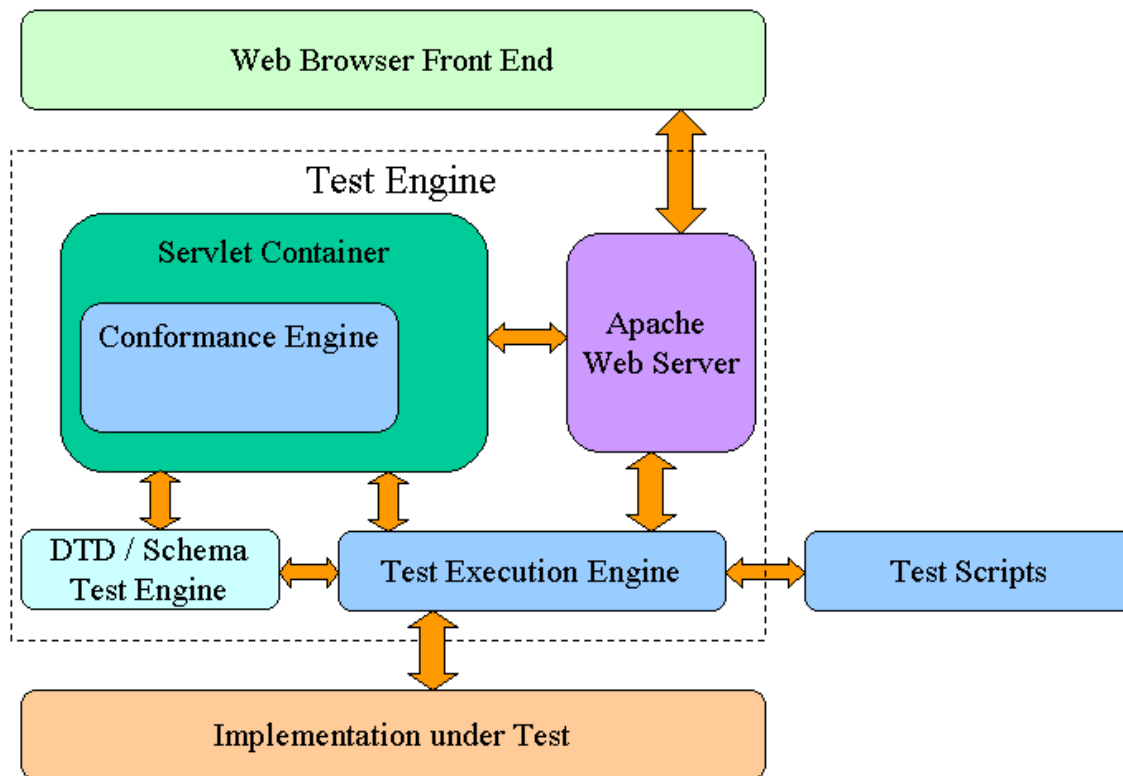 Web Browser Front End
Test Engine
Servlet Container
Conformance Engine
Apache
Web Server
DTD / Schema
Test Engine
Test Execution Engine
Test Scripts
Implementation under Test